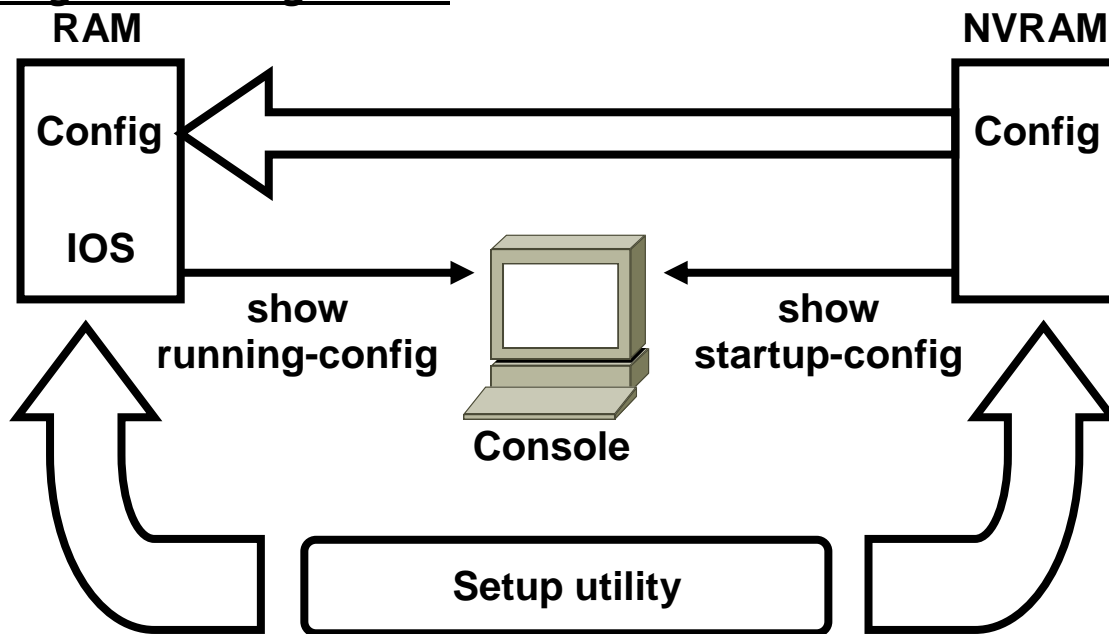 RAM
NVRAM
Config
Config
IOS
show
running-config
show
startup-config
Console
Setup utility